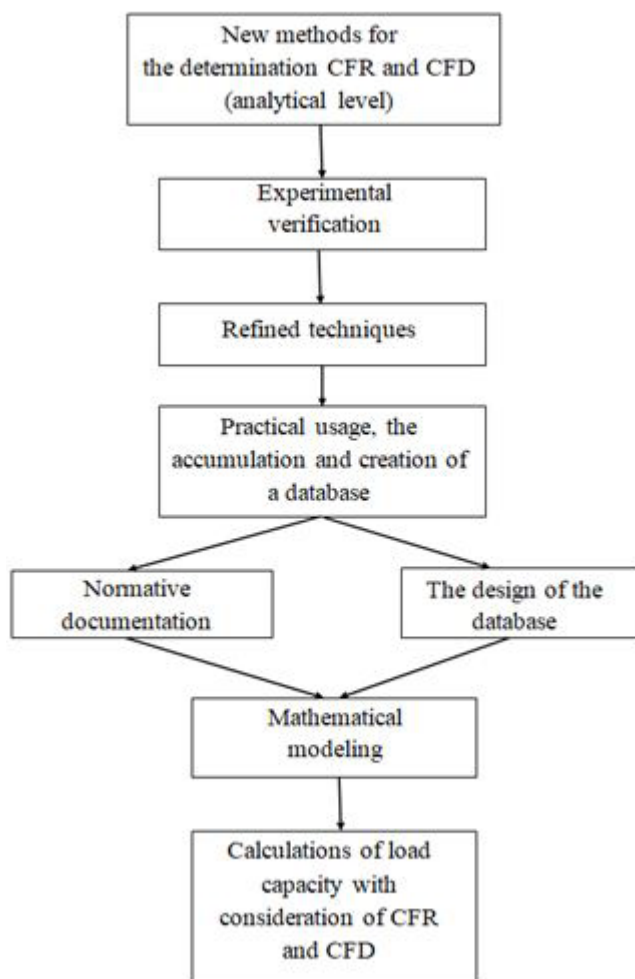 New methods for
the determination CFR and CFD
(analytical level)
Experimental
verification
Refined techniques
Practical usage, the
accumulation and creation of
a database
Normative
documentation
The design of the
database
Mathematical
modeling
Calculations of load
capacity with
consideration of CFR
and CFD